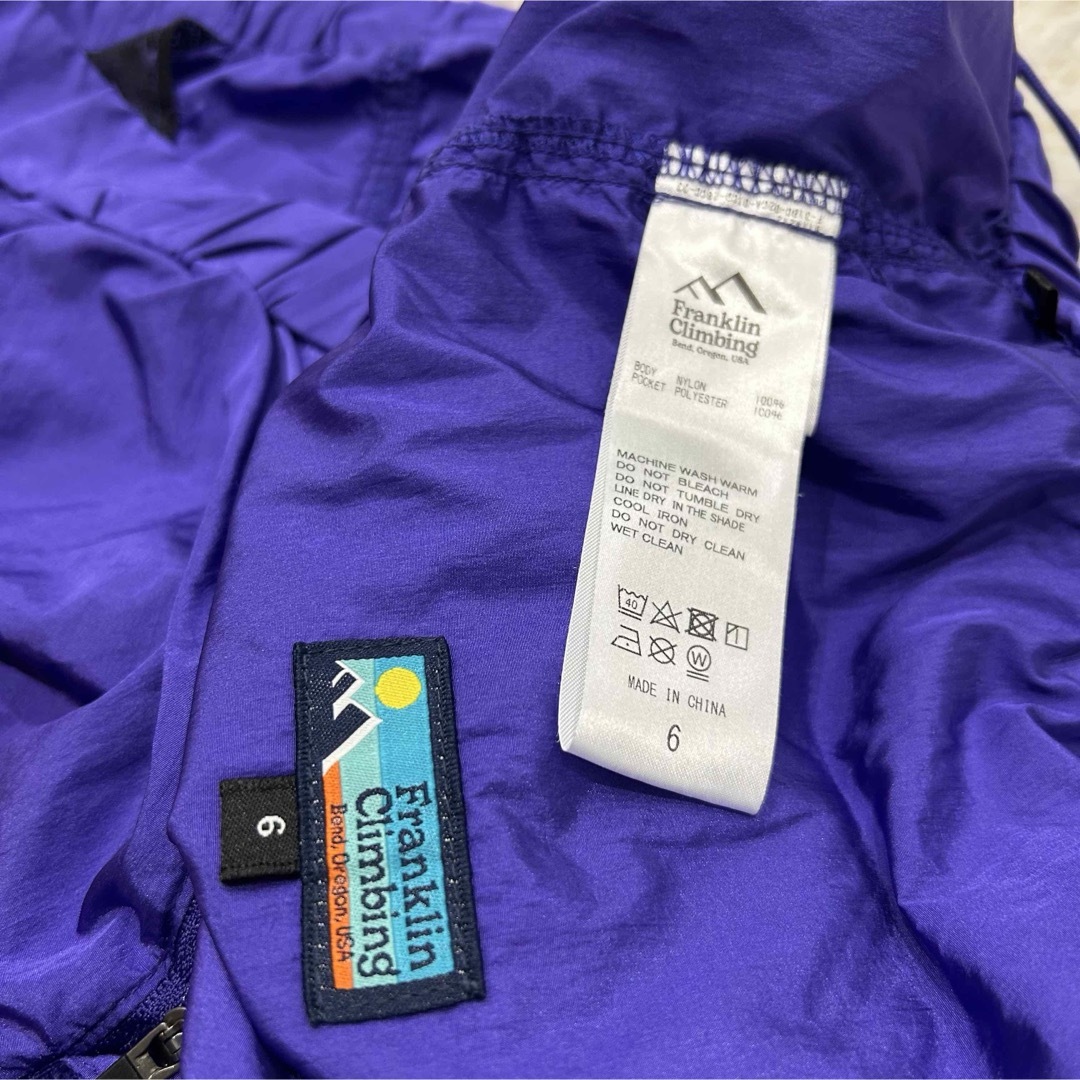 Franklin
Climbing
Bend, Oregon, USA
BODY NYLON 100%
POCKET POLYESTER 100%
MACHINE WASH WARM
DO NOT BLEACH
DO NOT TUMBLE DRY
LINE DRY IN THE SHADE
COOL IRON
DO NOT DRY CLEAN
WET CLEAN
40
W
MADE IN CHINA
6
Franklin
Climbing
Bend, Oregon, USA
6